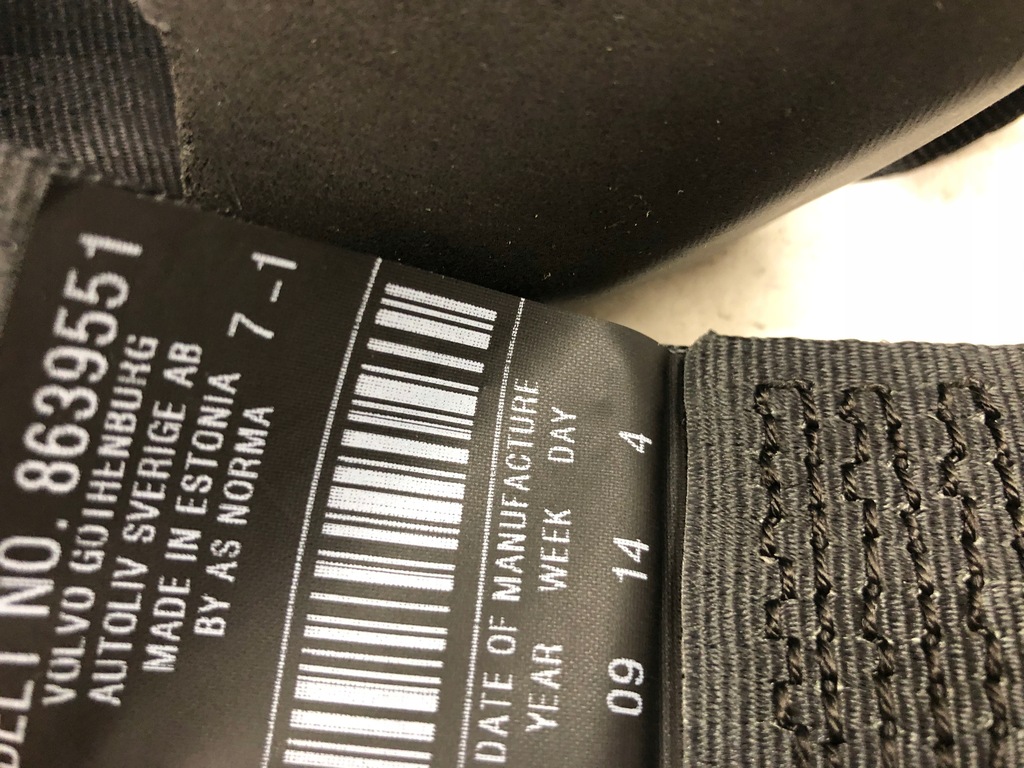 BELT NO. 8639551
VOLVO GOTHENBURG
AUTOLIV SVERIGE AB
MADE IN ESTONIA 7-1
BY AS NORMA
DATE OF MANUFACTURE
YEAR WEEK DAY
09 14 4